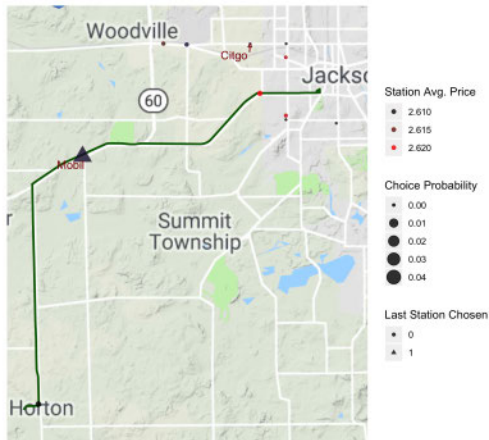 Woodville
Citgo
Jackso
60
Mobil
r
Summit
Township
Horton
Station Avg. Price
2.610
2.615
2.620
Choice Probability
0.00
0.01
0.02
0.03
0.04
Last Station Chosen
0
1